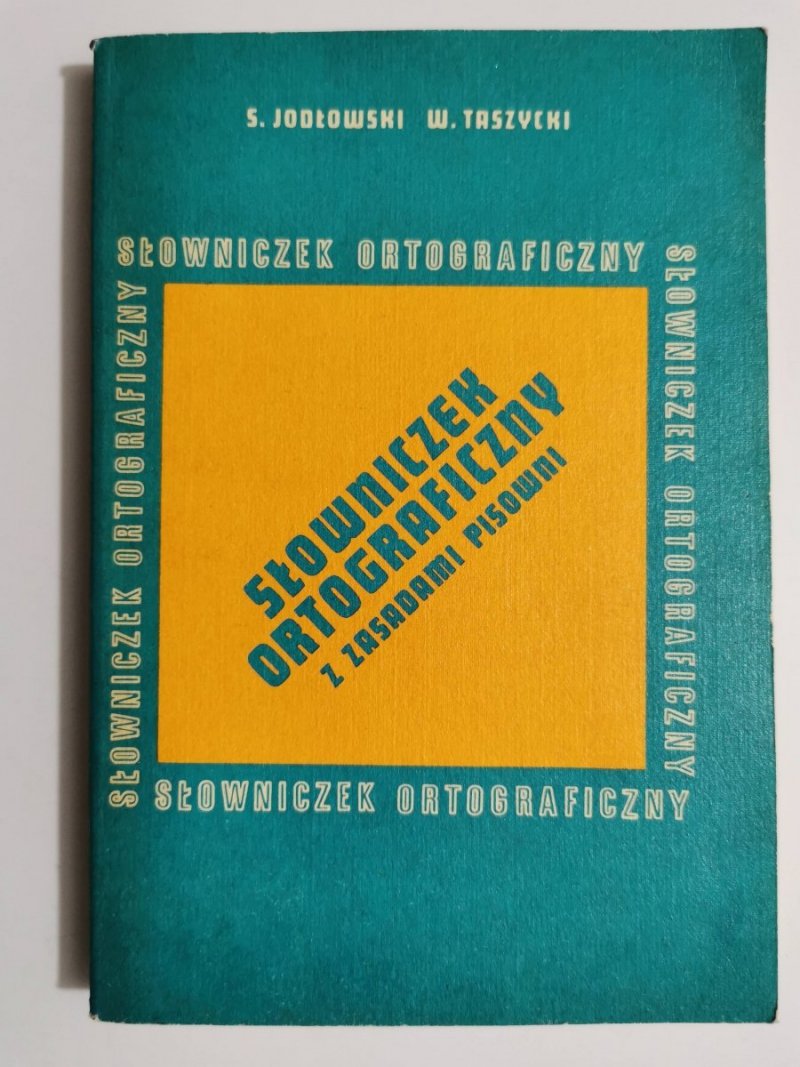 S. JODŁOWSKI W. TASZYCKI
SŁOWNICZEK ORTOGRAFICZNY
SŁOWNICZEK ORTOGRAFICZNY
SŁOWNICZEK ORTOGRAFICZNY
SŁOWNICZEK
ORTOGRAFICZNY
Z ZASADAMI PISOWNI
SŁOWNICZEK ORTOGRAFICZNY